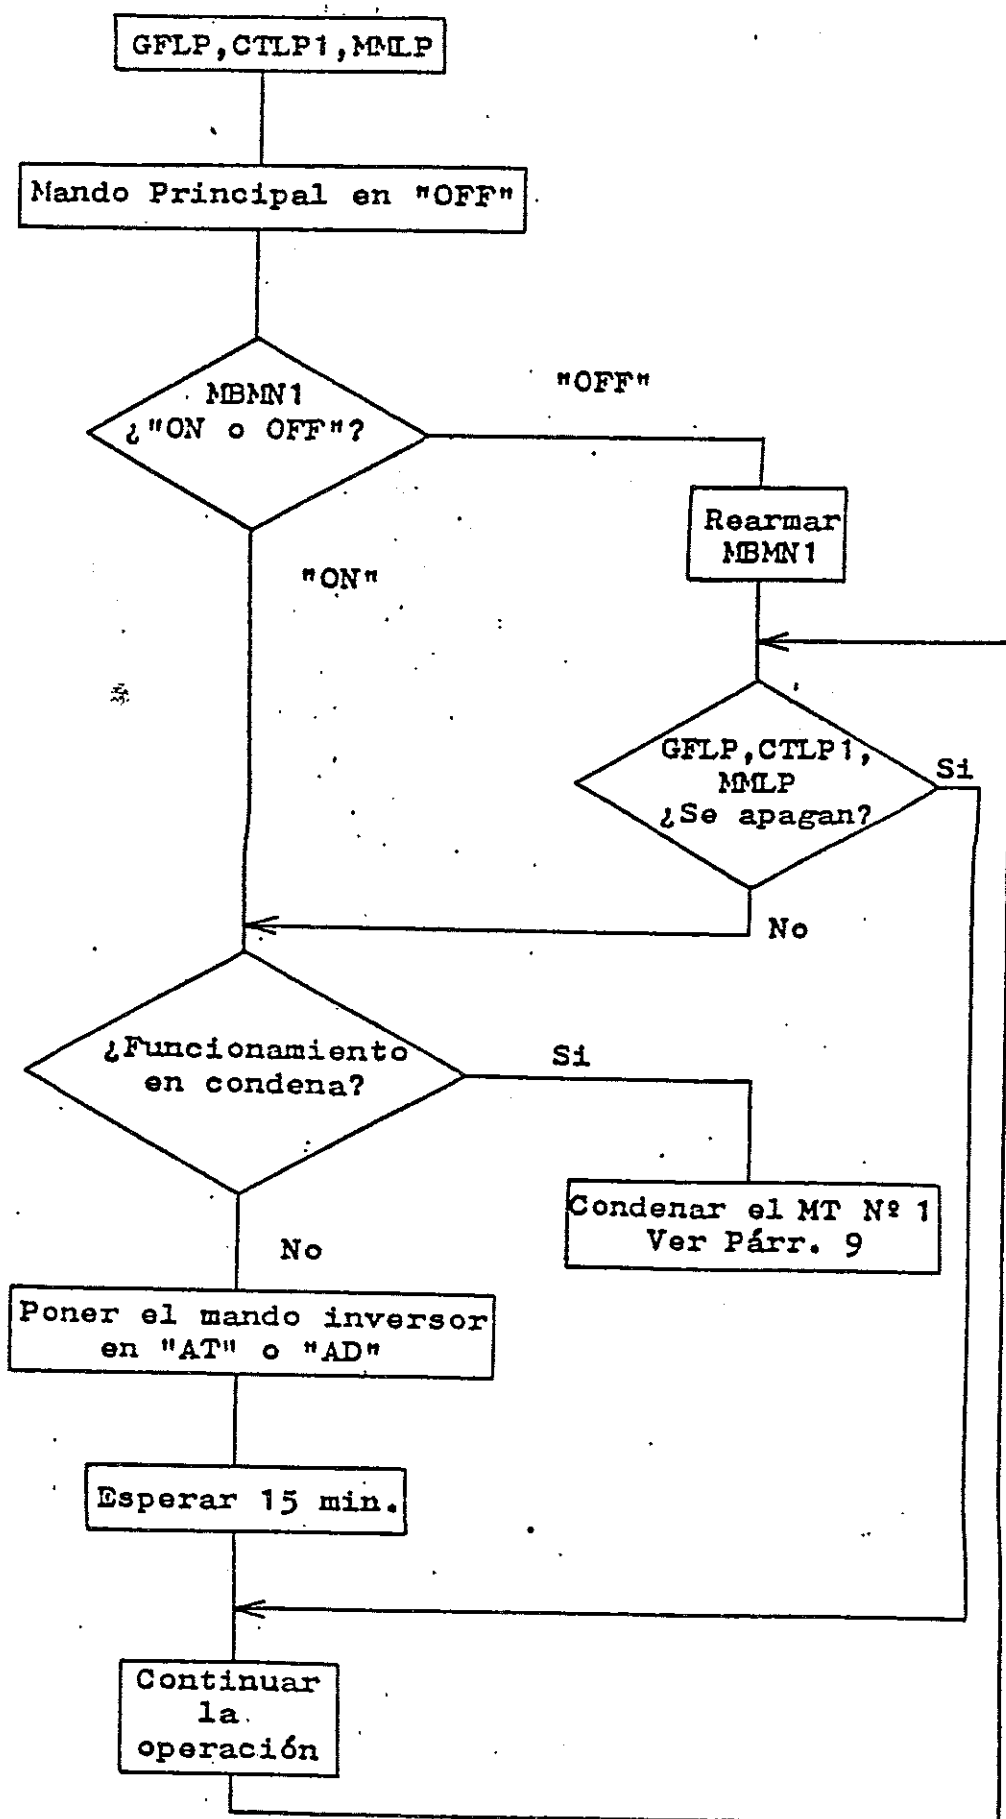 GFLP,CTLP1,MMLP
Mando Principal en "OFF"
MBMN1
¿"ON o OFF"?
"OFF"
Rearmar
MBMN1
"ON"
GFLP,CTLP1,
MMLP
¿Se apagan?
Si
No
¿Funcionamiento
en condena?
Si
Condenar el MT Nº 1
Ver Párr. 9
No
Poner el mando inversor
en "AT" o "AD"
Esperar 15 min.
Continuar
la
operación